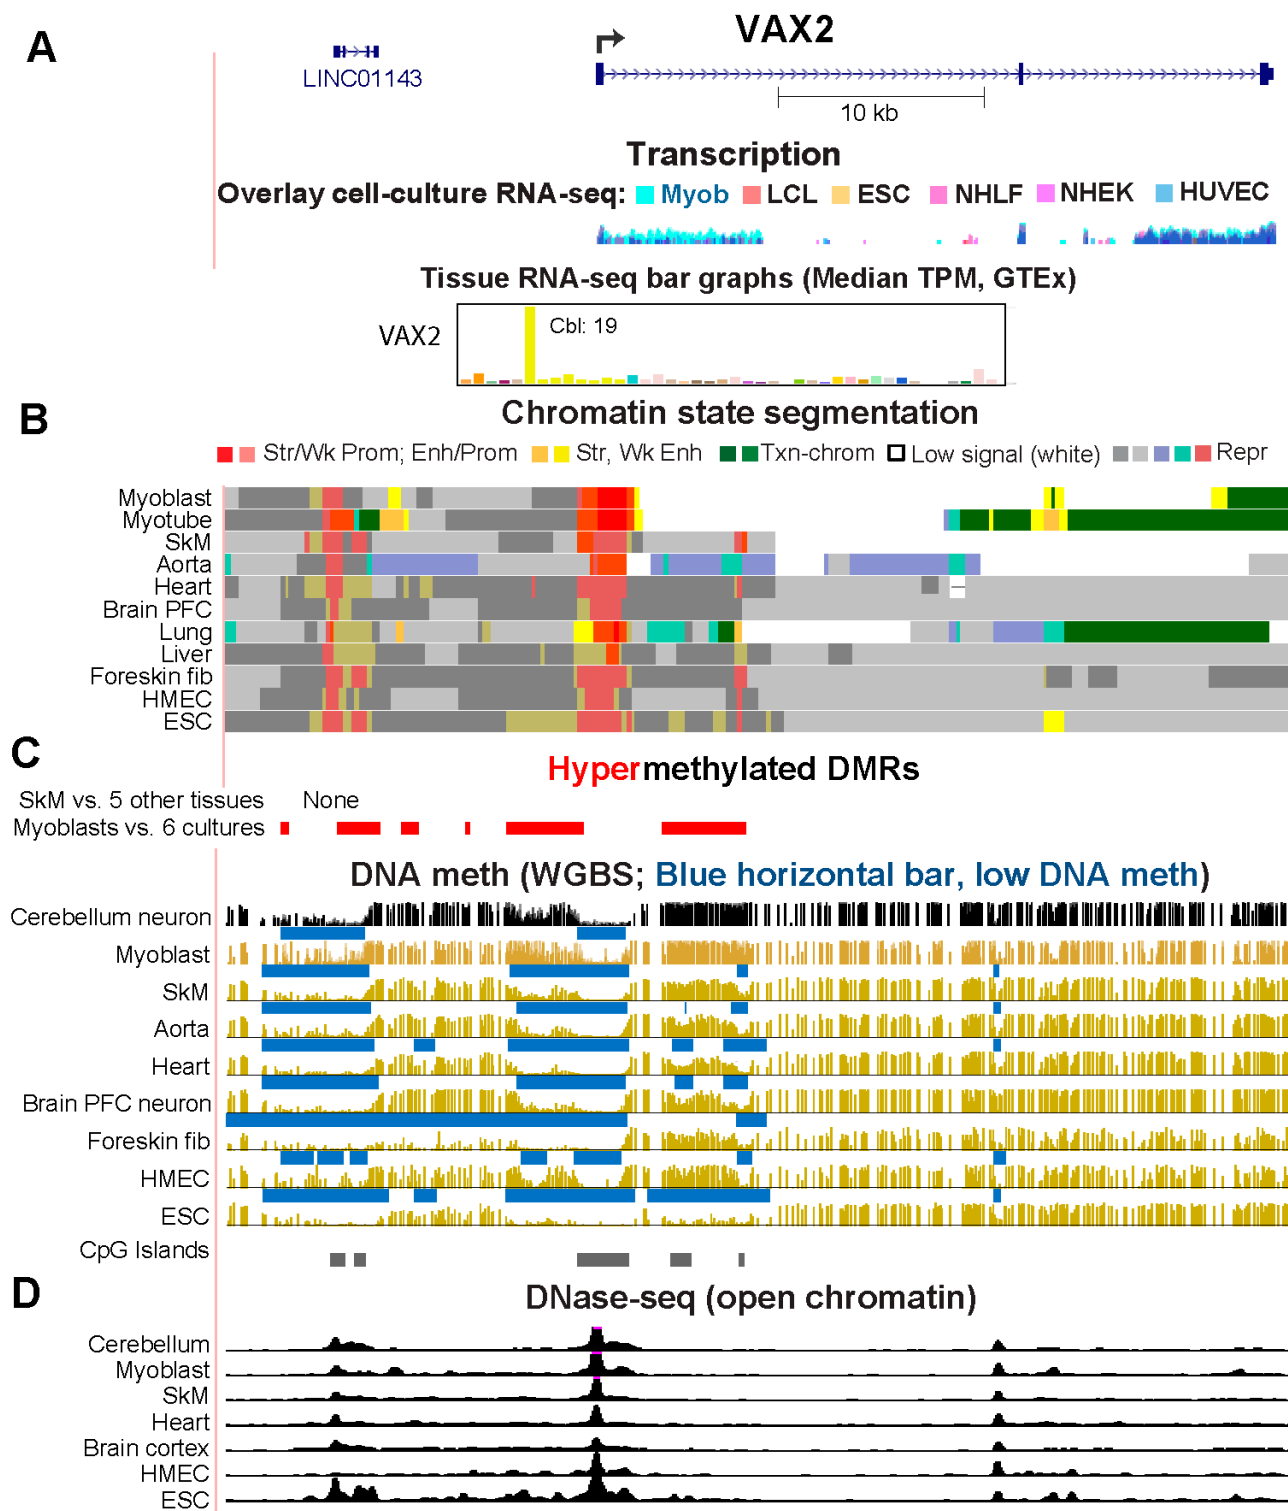 A
VAX2
LINC01143
10 kb
Transcription
Overlay cell-culture RNA-seq: Myob LCL ESC NHLF NHEK HUVEC
Tissue RNA-seq bar graphs (Median TPM, GTEx)
VAX2
Cbl: 19
B
Chromatin state segmentation
Str/Wk Prom; Enh/Prom Str, Wk Enh Txn-chrom Low signal (white) Repr
Myoblast
Myotube
SkM
Aorta
Heart
Brain PFC
Lung
Liver
Foreskin fib
HMEC
ESC
C
Hypermethylated DMRs
SkM vs. 5 other tissues None
Myoblasts vs. 6 cultures
DNA meth (WGBS; Blue horizontal bar, low DNA meth)
Cerebellum neuron
Myoblast
SkM
Aorta
Heart
Brain PFC neuron
Foreskin fib
HMEC
ESC
CpG Islands
D
DNase-seq (open chromatin)
Cerebellum
Myoblast
SkM
Heart
Brain cortex
HMEC
ESC